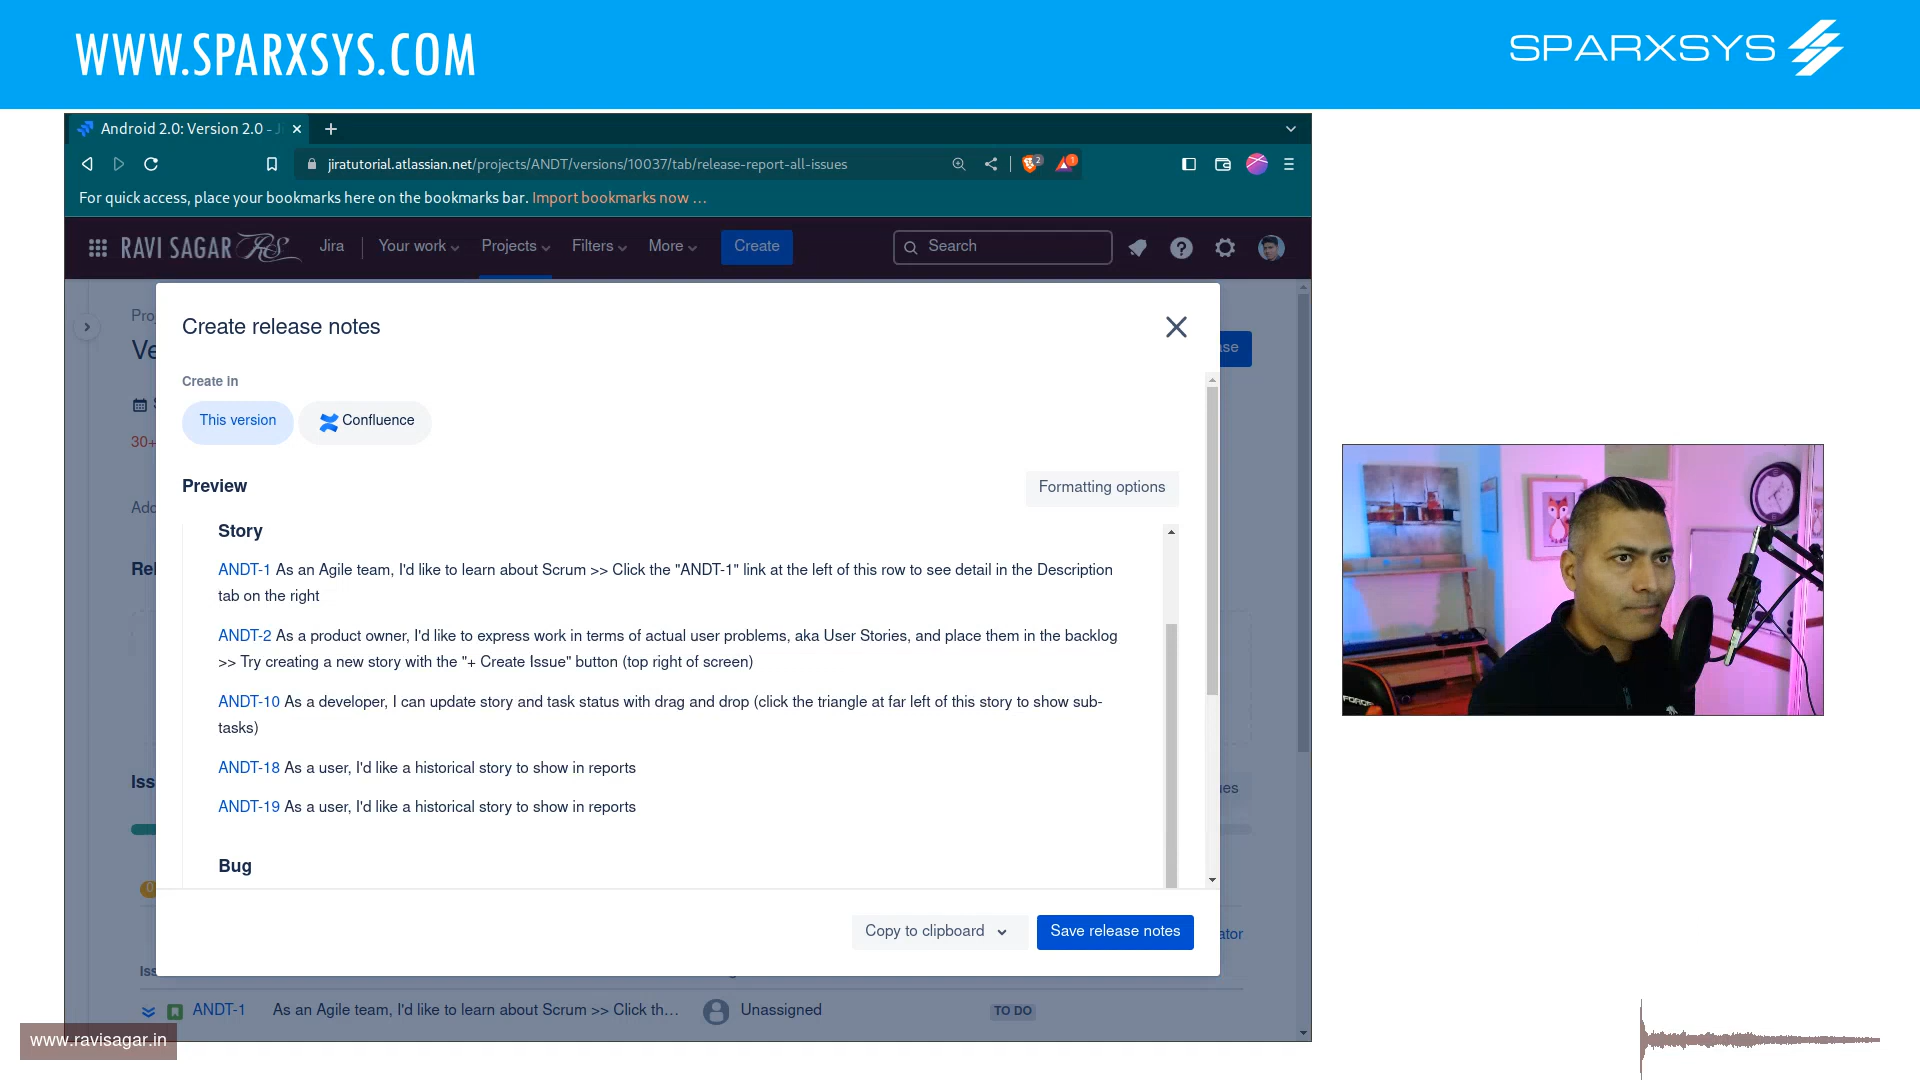 WWW.SPARXSYS.COM
SPARXSYS
Android 2.0: Version 2.0 -
jiratutorial.atlassian.net/projects/ANDT/versions/10037/tab/release-report-all-issues
2
1
For quick access, place your bookmarks here on the bookmarks bar. Import bookmarks now ...
RAVI SAGAR RS
Jira
Your work
Projects
Filters
More
Create
Search
Create release notes
Create in
This version
Confluence
30+
Preview
Formatting options
Story
ANDT-1 As an Agile team, I'd like to learn about Scrum >> Click the "ANDT-1" link at the left of this row to see detail in the Description
tab on the right
ANDT-2 As a product owner, I'd like to express work in terms of actual user problems, aka User Stories, and place them in the backlog
>> Try creating a new story with the "+ Create Issue" button (top right of screen)
ANDT-10 As a developer, I can update story and task status with drag and drop (click the triangle at far left of this story to show sub-
tasks)
ANDT-18 As a user, I'd like a historical story to show in reports
ANDT-19 As a user, I'd like a historical story to show in reports
Bug
Copy to clipboard
Save release notes
ANDT-1 As an Agile team, I'd like to learn about Scrum >> Click th... Unassigned TO DO
www.ravisagar.in